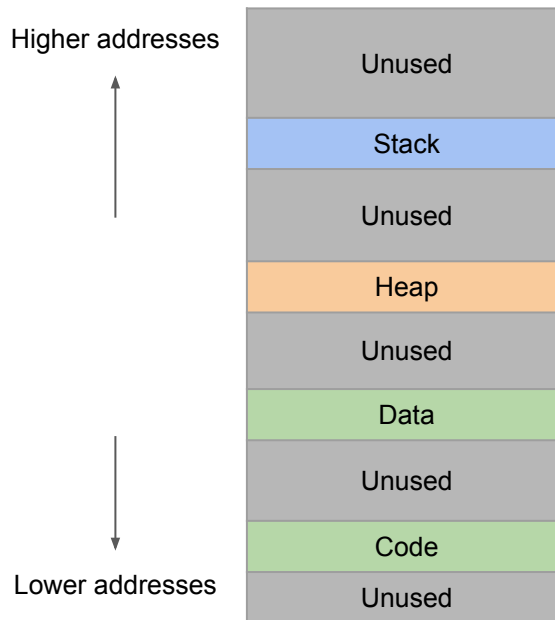 Higher addresses
Unused
Stack
Unused
Heap
Unused
Data
Unused
Code
Lower addresses
Unused